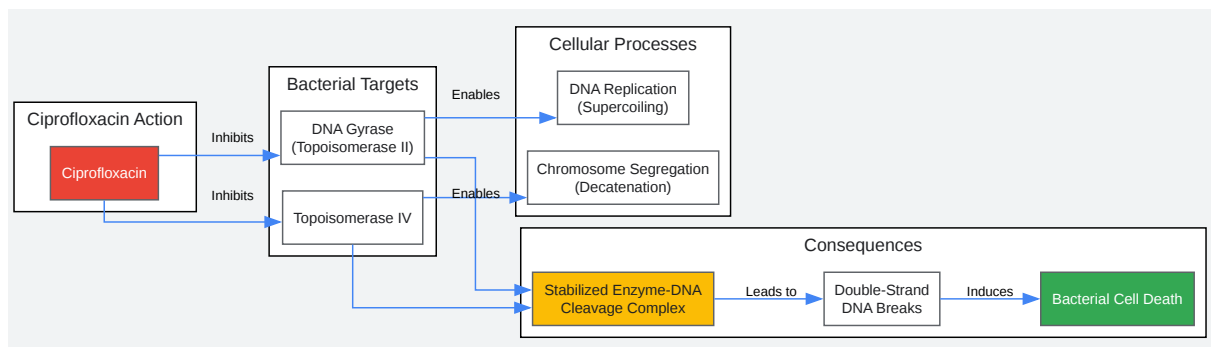 Ciprofloxacin Action
Ciprofloxacin
Inhibits
Inhibits
Bacterial Targets
DNA Gyrase
(Topoisomerase II)
Topoisomerase IV
Enables
Enables
Cellular Processes
DNA Replication
(Supercoiling)
Chromosome Segregation
(Decatenation)
Consequences
Stabilized Enzyme-DNA
Cleavage Complex
Leads to
Double-Strand
DNA Breaks
Induces
Bacterial Cell Death